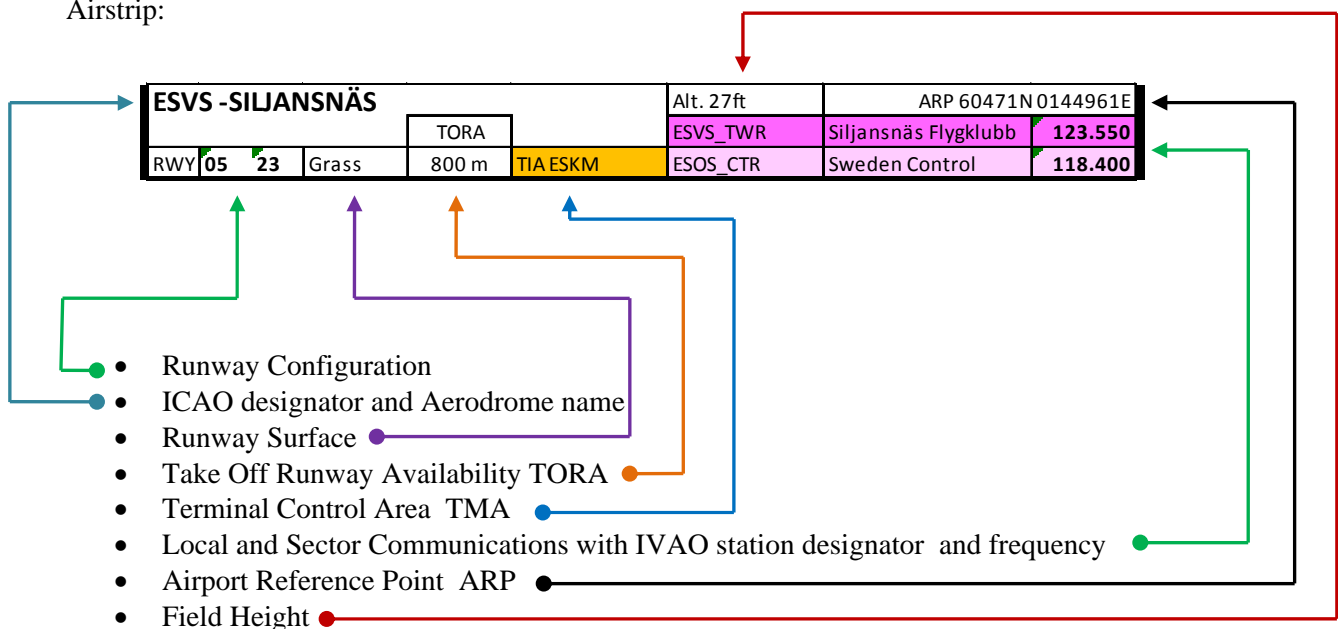 Airstrip:
ESVS -SILJANSNÄS Alt. 27ft ARP 60471N 0144961E
TORA ESVS_TWR Siljansnäs Flygklubb 123.550
RWY 05 23 Grass 800 m TIA ESKM ESOS_CTR Sweden Control 118.400
• Runway Configuration
• ICAO designator and Aerodrome name
• Runway Surface
• Take Off Runway Availability TORA
• Terminal Control Area TMA
• Local and Sector Communications with IVAO station designator and frequency
• Airport Reference Point ARP
• Field Height